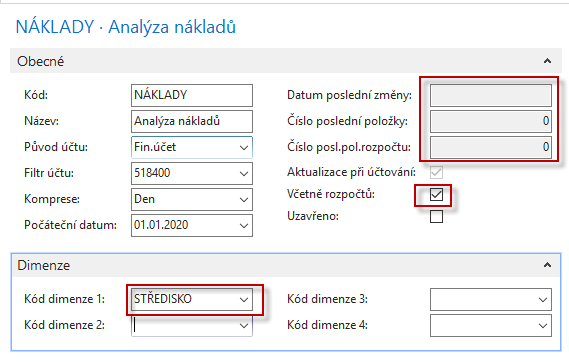 NÁKLADY · Analýza nákladů
Obecné
Kód: NÁKLADY
Název: Analýza nákladů
Původ účtu: Fin.účet
Filtr účtu: 518400
Komprese: Den
Počáteční datum: 01.01.2020
Datum poslední změny:
Číslo poslední položky: 0
Číslo posl.pol.rozpočtu: 0
Aktualizace při účtování:
Včetně rozpočtů:
Uzavřeno:
Dimenze
Kód dimenze 1: STŘEDISKO
Kód dimenze 2:
Kód dimenze 3:
Kód dimenze 4: